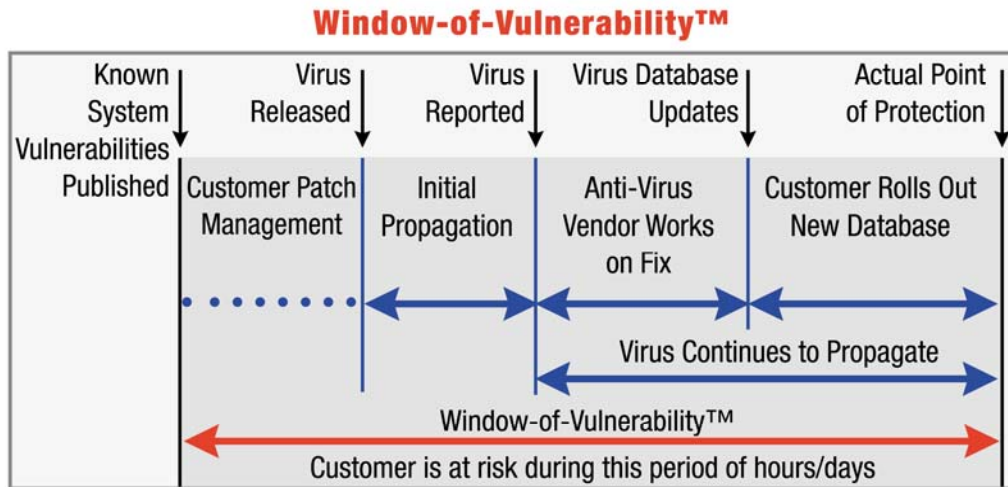 Window-of-Vulnerability™
Known
System
Vulnerabilities
Published
Virus
Released
Virus
Reported
Virus Database
Updates
Actual Point
of Protection
Customer Patch
Management
Initial
Propagation
Anti-Virus
Vendor Works
on Fix
Customer Rolls Out
New Database
Virus Continues to Propagate
Window-of-Vulnerability™
Customer is at risk during this period of hours/days